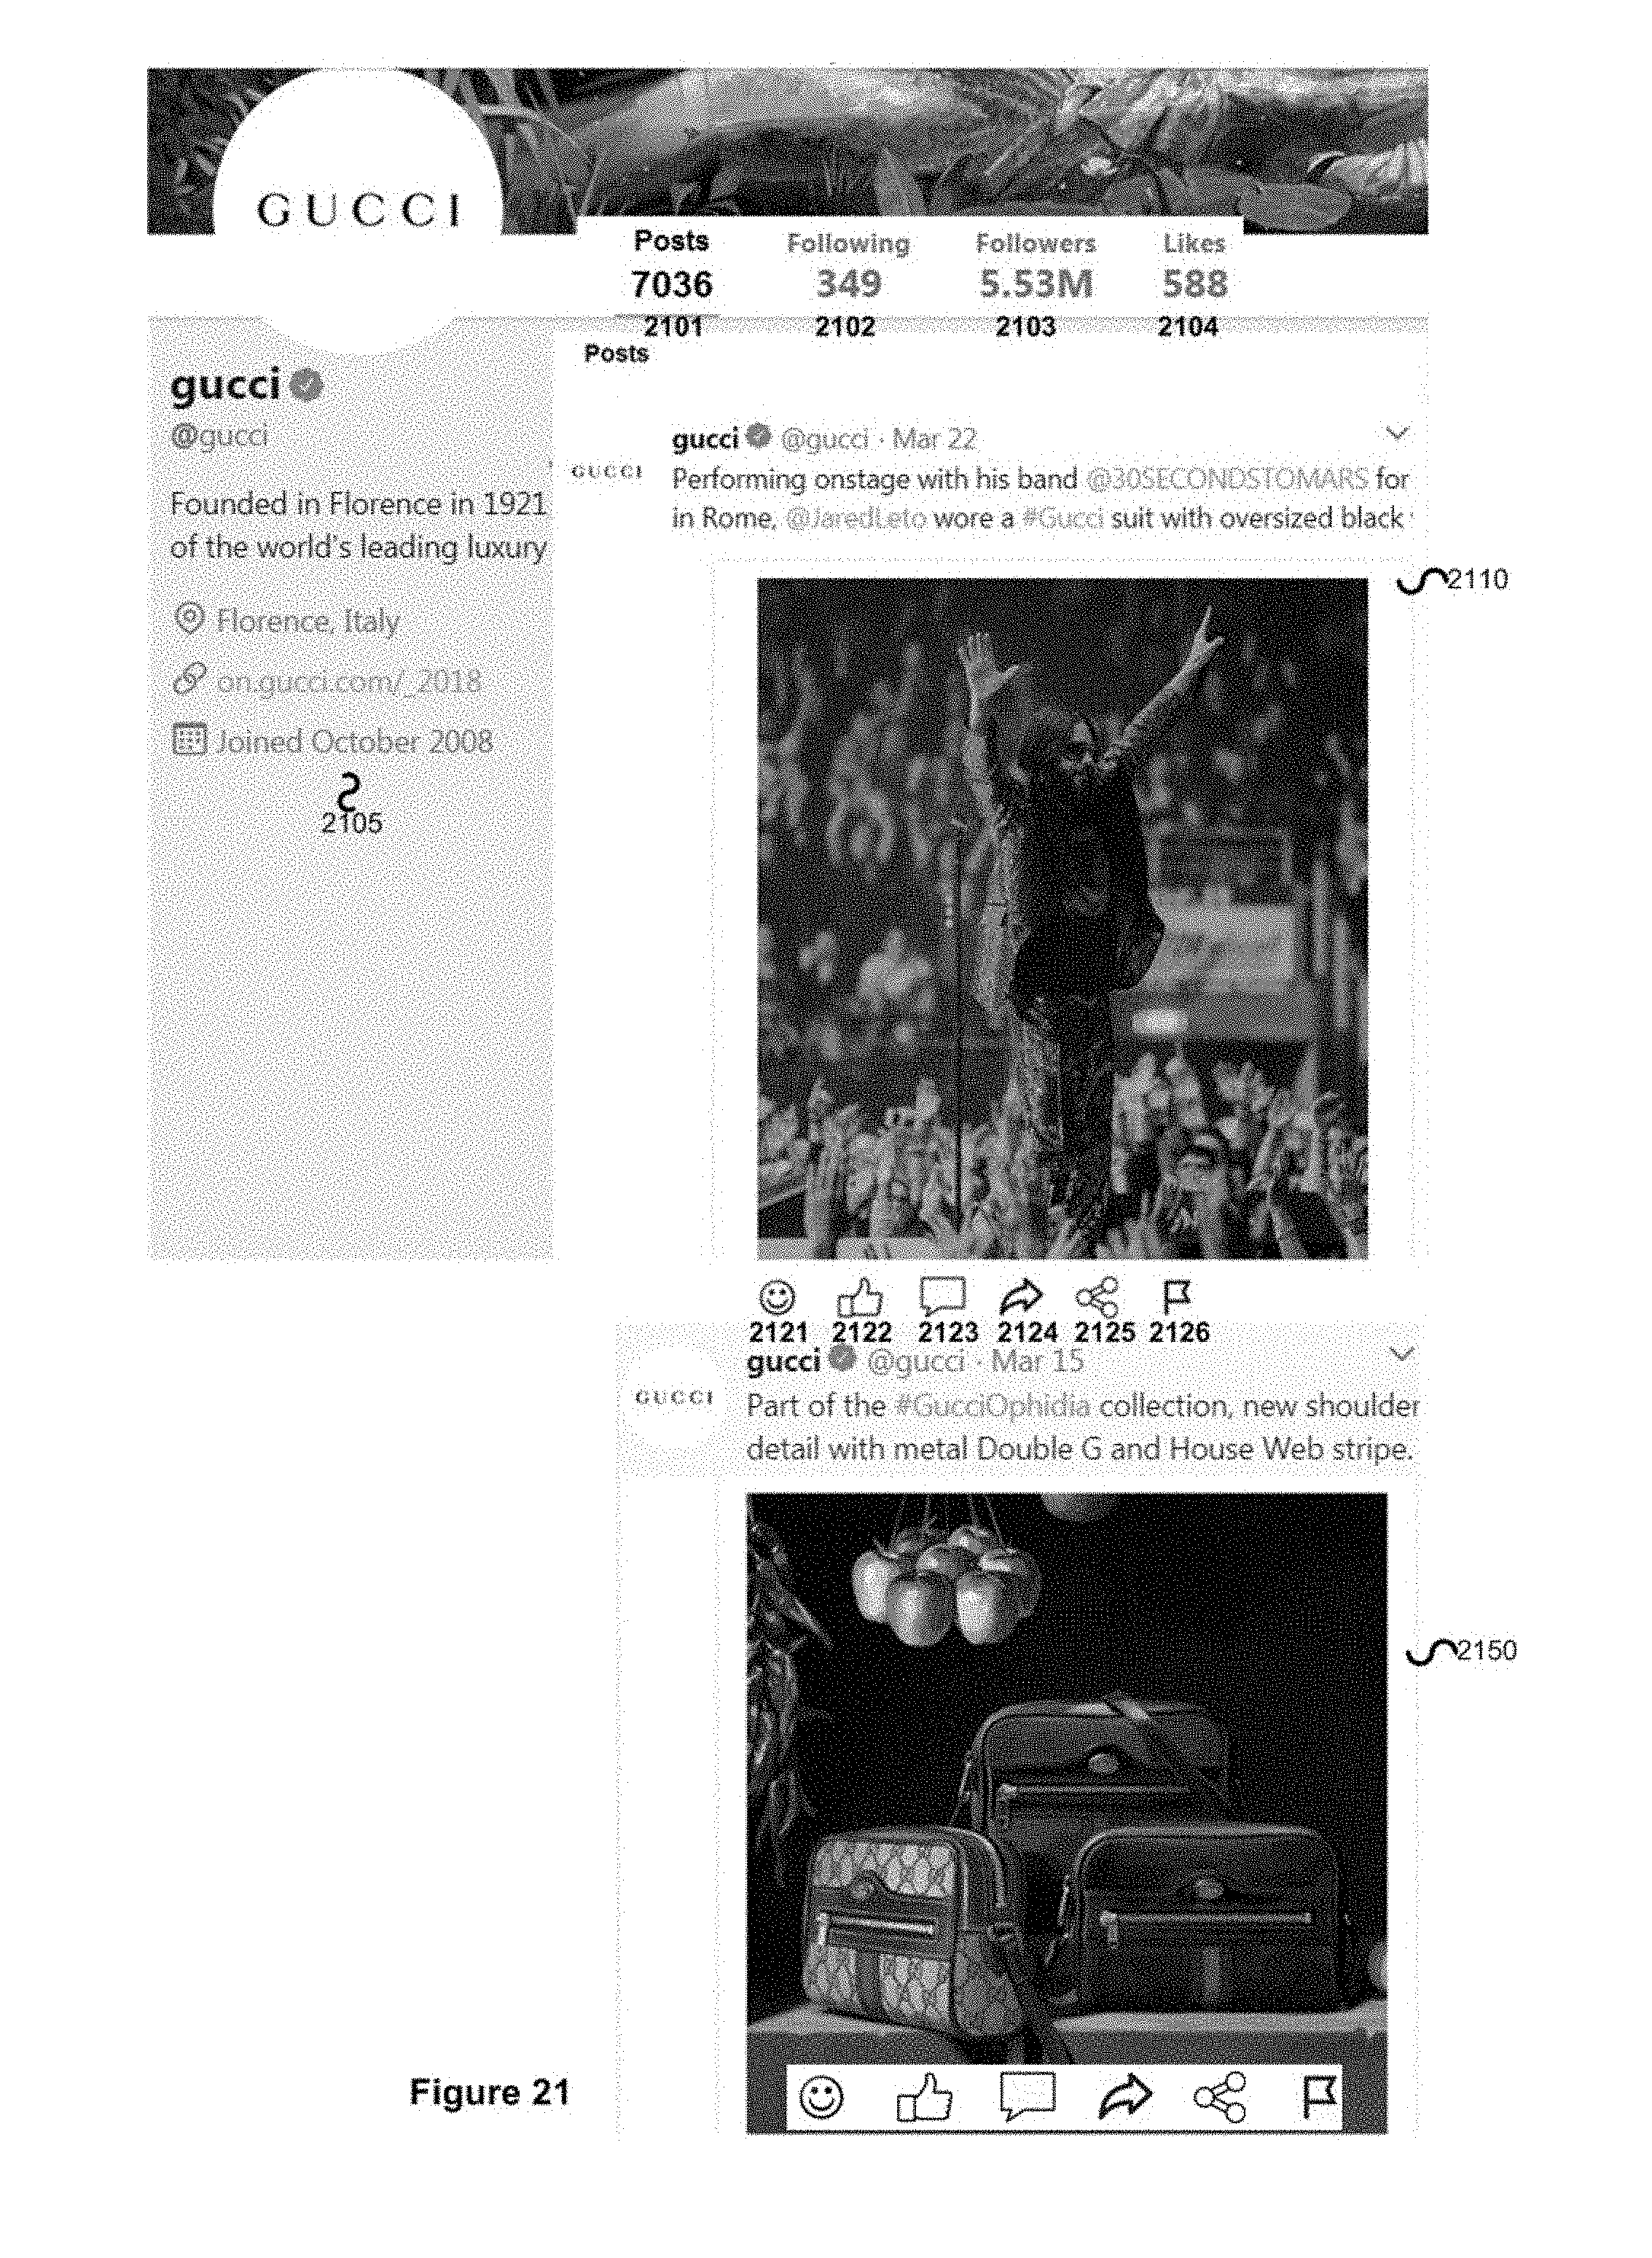 GUCCI
Posts Following Followers Likes
7036 349 5.53M 588
2101 2102 2103 2104
Posts
gucci
@gucci
Founded in Florence in 1921
of the world's leading luxury
Florence, Italy
on.gucci.com/_2018
Joined October 2008
2105
GUCCI
gucci @gucci · Mar 22
Performing onstage with his band @30SECONDSTOMARS for
in Rome, @JaredLeto wore a #Gucci suit with oversized black
2110
2121 2122 2123 2124 2125 2126
GUCCI
gucci @gucci · Mar 15
Part of the #GucciOphidia collection, new shoulder
detail with metal Double G and House Web stripe.
2150
Figure 21